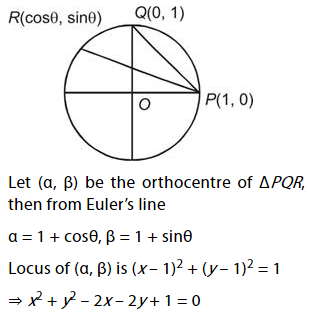 R(cosθ, sinθ) Q(0, 1)
O P(1, 0)
Let (α, β) be the orthocentre of ΔPQR,
then from Euler's line
α = 1 + cosθ, β = 1 + sinθ
Locus of (α, β) is (x – 1)² + (y – 1)² = 1
⇒ x² + y² – 2x – 2y + 1 = 0